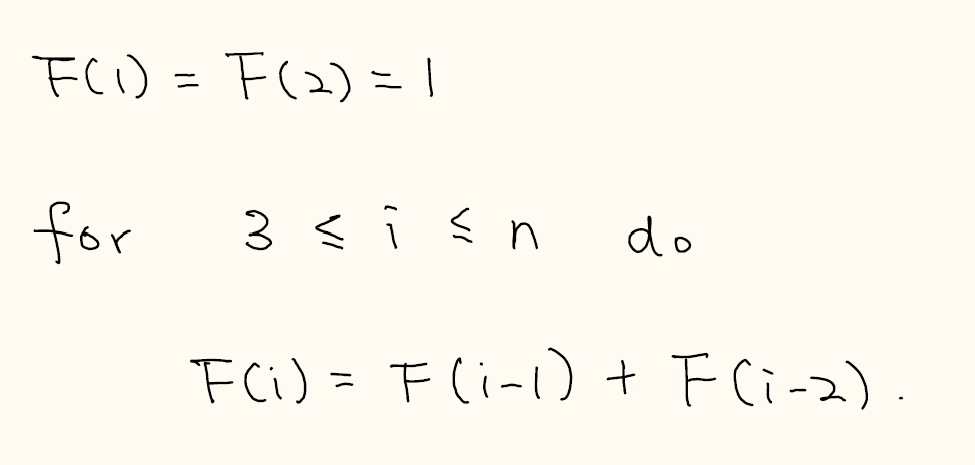 F(1) = F(2) = 1
for 3 ≤ i ≤ n do
F(i) = F(i-1) + F(i-2).